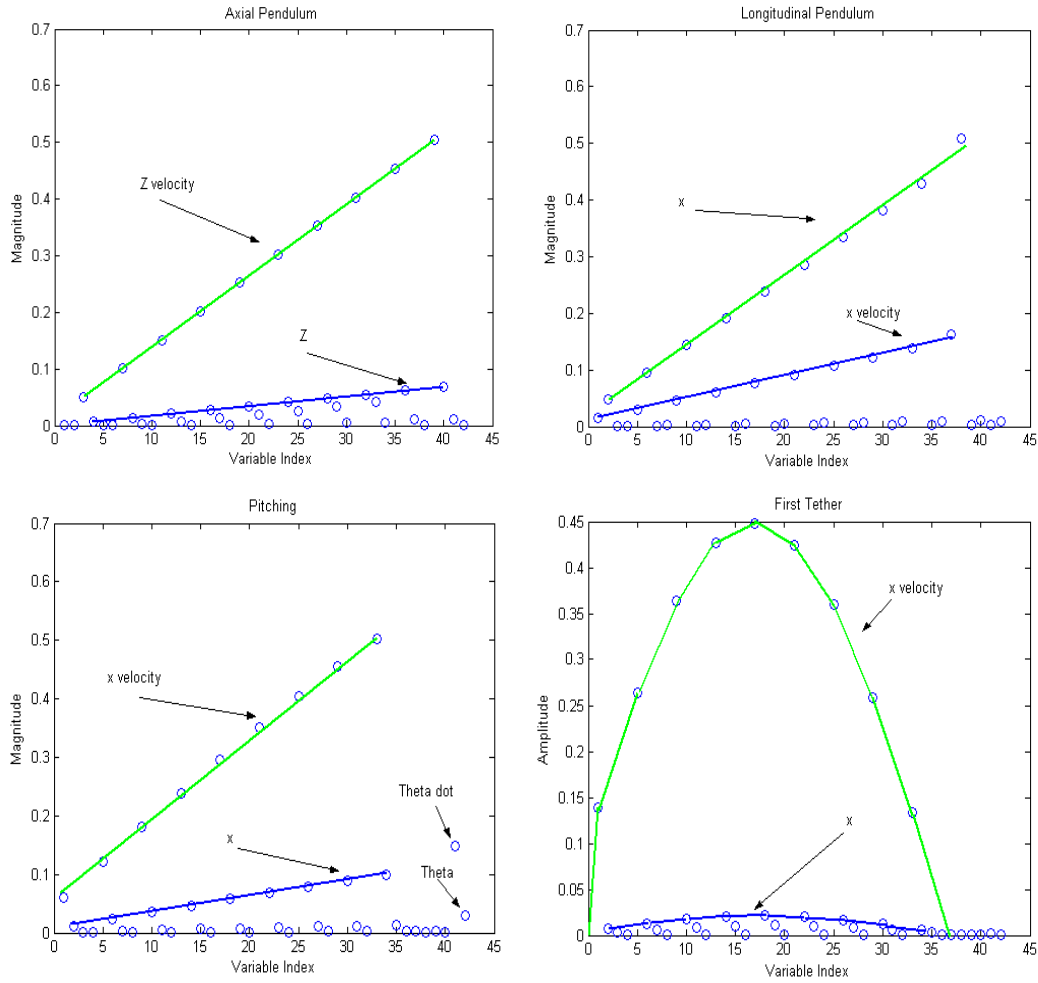 Axial Pendulum
0.7
0.6
0.5
0.4
0.3
0.2
0.1
0
Magnitude
Z velocity
Z
0 5 10 15 20 25 30 35 40 45
Variable Index
Longitudinal Pendulum
0.7
0.6
0.5
0.4
0.3
0.2
0.1
0
Magnitude
x
x velocity
0 5 10 15 20 25 30 35 40 45
Variable Index
Pitching
0.7
0.6
0.5
0.4
0.3
0.2
0.1
0
Magnitude
x velocity
x
Theta dot
Theta
0 5 10 15 20 25 30 35 40 45
Variable Index
First Tether
0.45
0.4
0.35
0.3
0.25
0.2
0.15
0.1
0.05
0
Amplitude
x velocity
x
0 5 10 15 20 25 30 35 40 45
Variable Index